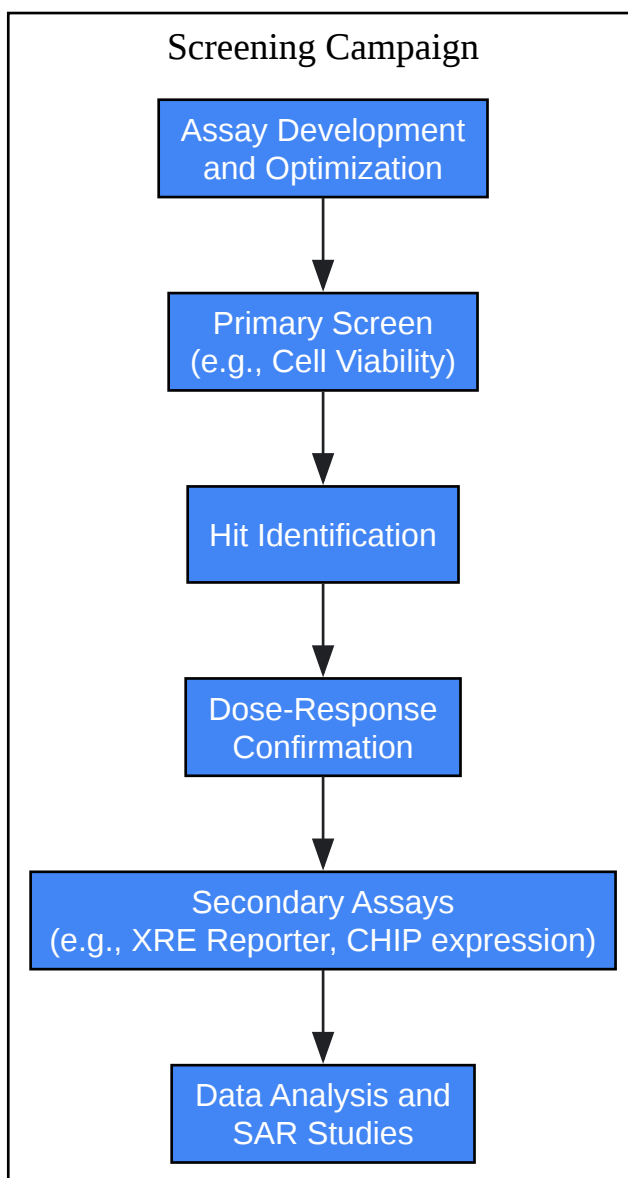 Screening Campaign
Assay Development
and Optimization
Primary Screen
(e.g., Cell Viability)
Hit Identification
Dose-Response
Confirmation
Secondary Assays
(e.g., XRE Reporter, CHIP expression)
Data Analysis and
SAR Studies